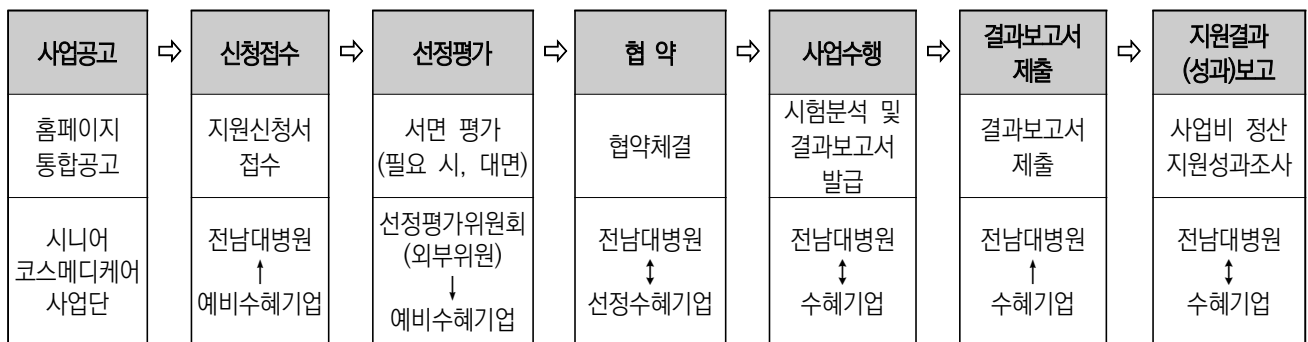 사업공고 ⇨ 신청접수 ⇨ 선정평가 ⇨ 협 약 ⇨ 사업수행 ⇨ 결과보고서 제출 ⇨ 지원결과 (성과)보고
홈페이지
통합공고
지원신청서
접수
서면 평가
(필요 시, 대면)
협약체결
시험분석 및
결과보고서
발급
결과보고서
제출
사업비 정산
지원성과조사
시니어
코스메디케어
사업단
전남대병원
↑
예비수혜기업
선정평가위원회
(외부위원)
↓
예비수혜기업
전남대병원
↕
선정수혜기업
전남대병원
↕
수혜기업
전남대병원
↑
수혜기업
전남대병원
↕
수혜기업